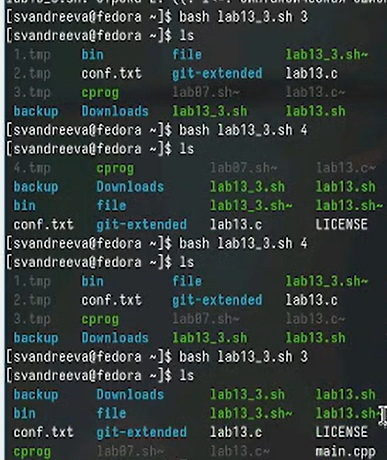 [svandreeva@fedora ~]$ bash lab13_3.sh 3
[svandreeva@fedora ~]$ ls
1.tmp bin file lab13_3.sh~
2.tmp conf.txt git-extended lab13.c
3.tmp cprog lab07.sh~ lab13.c~
backup Downloads lab13_3.sh lab13.sh
[svandreeva@fedora ~]$ bash lab13_3.sh 4
[svandreeva@fedora ~]$ ls
4.tmp cprog lab07.sh~ lab13.c~
backup Downloads lab13_3.sh lab13.sh
bin file lab13_3.sh~ lab13.sh~
conf.txt git-extended lab13.c LICENSE
[svandreeva@fedora ~]$ bash lab13_3.sh 4
[svandreeva@fedora ~]$ ls
1.tmp bin file lab13_3.sh~
2.tmp conf.txt git-extended lab13.c
3.tmp cprog lab07.sh~ lab13.c~
backup Downloads lab13_3.sh lab13.sh
[svandreeva@fedora ~]$ bash lab13_3.sh 3
[svandreeva@fedora ~]$ ls
backup Downloads lab13_3.sh lab13.sh
bin file lab13_3.sh~ lab13.sh~
conf.txt git-extended lab13.c LICENSE
cprog lab07.sh~ lab13.c~ main.cpp